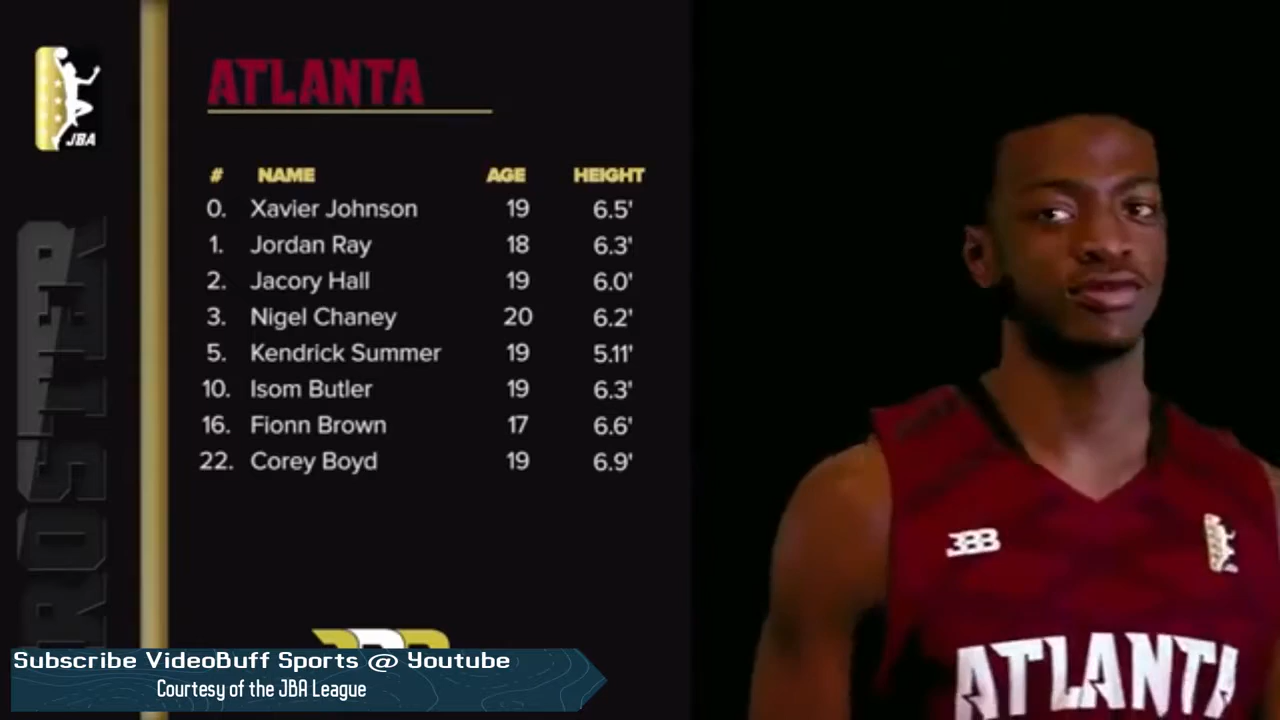 JBA
ATLANTA
# NAME AGE HEIGHT
0. Xavier Johnson 19 6.5'
1. Jordan Ray 18 6.3'
2. Jacory Hall 19 6.0'
3. Nigel Chaney 20 6.2'
5. Kendrick Summer 19 5.11'
10. Isom Butler 19 6.3'
16. Fionn Brown 17 6.6'
22. Corey Boyd 19 6.9'
ROSTER
BBB
BBB
ATLANTA
Subscribe VideoBuff Sports @ Youtube
Courtesy of the JBA League